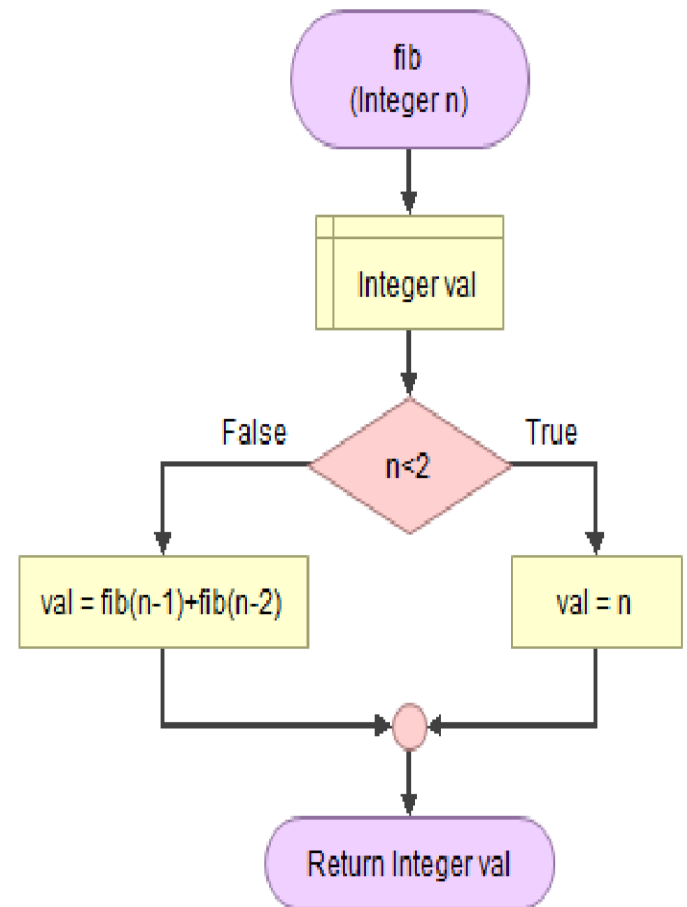 fib
(Integer n)
Integer val
False
True
n<2
val = fib(n-1)+fib(n-2)
val = n
Return Integer val